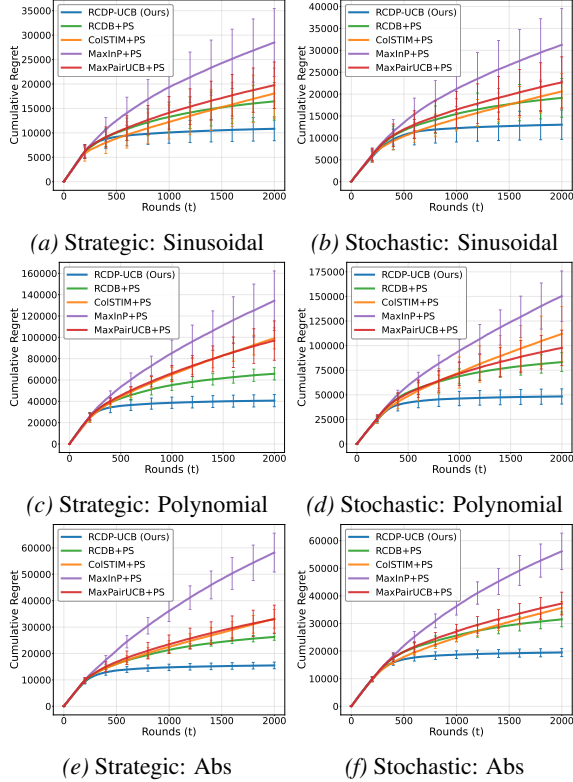 RCDP-UCB (Ours)
RCDB+PS
ColSTIM+PS
MaxInP+PS
MaxPairUCB+PS
Cumulative Regret
35000
30000
25000
20000
15000
10000
5000
0
0 500 1000 1500 2000
Rounds (t)
(a) Strategic: Sinusoidal
RCDP-UCB (Ours)
RCDB+PS
ColSTIM+PS
MaxInP+PS
MaxPairUCB+PS
Cumulative Regret
40000
35000
30000
25000
20000
15000
10000
5000
0
0 500 1000 1500 2000
Rounds (t)
(b) Stochastic: Sinusoidal
RCDP-UCB (Ours)
RCDB+PS
ColSTIM+PS
MaxInP+PS
MaxPairUCB+PS
Cumulative Regret
160000
140000
120000
100000
80000
60000
40000
20000
0
0 500 1000 1500 2000
Rounds (t)
(c) Strategic: Polynomial
RCDP-UCB (Ours)
RCDB+PS
ColSTIM+PS
MaxInP+PS
MaxPairUCB+PS
Cumulative Regret
175000
150000
125000
100000
75000
50000
25000
0
0 500 1000 1500 2000
Rounds (t)
(d) Stochastic: Polynomial
RCDP-UCB (Ours)
RCDB+PS
ColSTIM+PS
MaxInP+PS
MaxPairUCB+PS
Cumulative Regret
60000
50000
40000
30000
20000
10000
0
0 500 1000 1500 2000
Rounds (t)
(e) Strategic: Abs
RCDP-UCB (Ours)
RCDB+PS
ColSTIM+PS
MaxInP+PS
MaxPairUCB+PS
Cumulative Regret
60000
50000
40000
30000
20000
10000
0
0 500 1000 1500 2000
Rounds (t)
(f) Stochastic: Abs